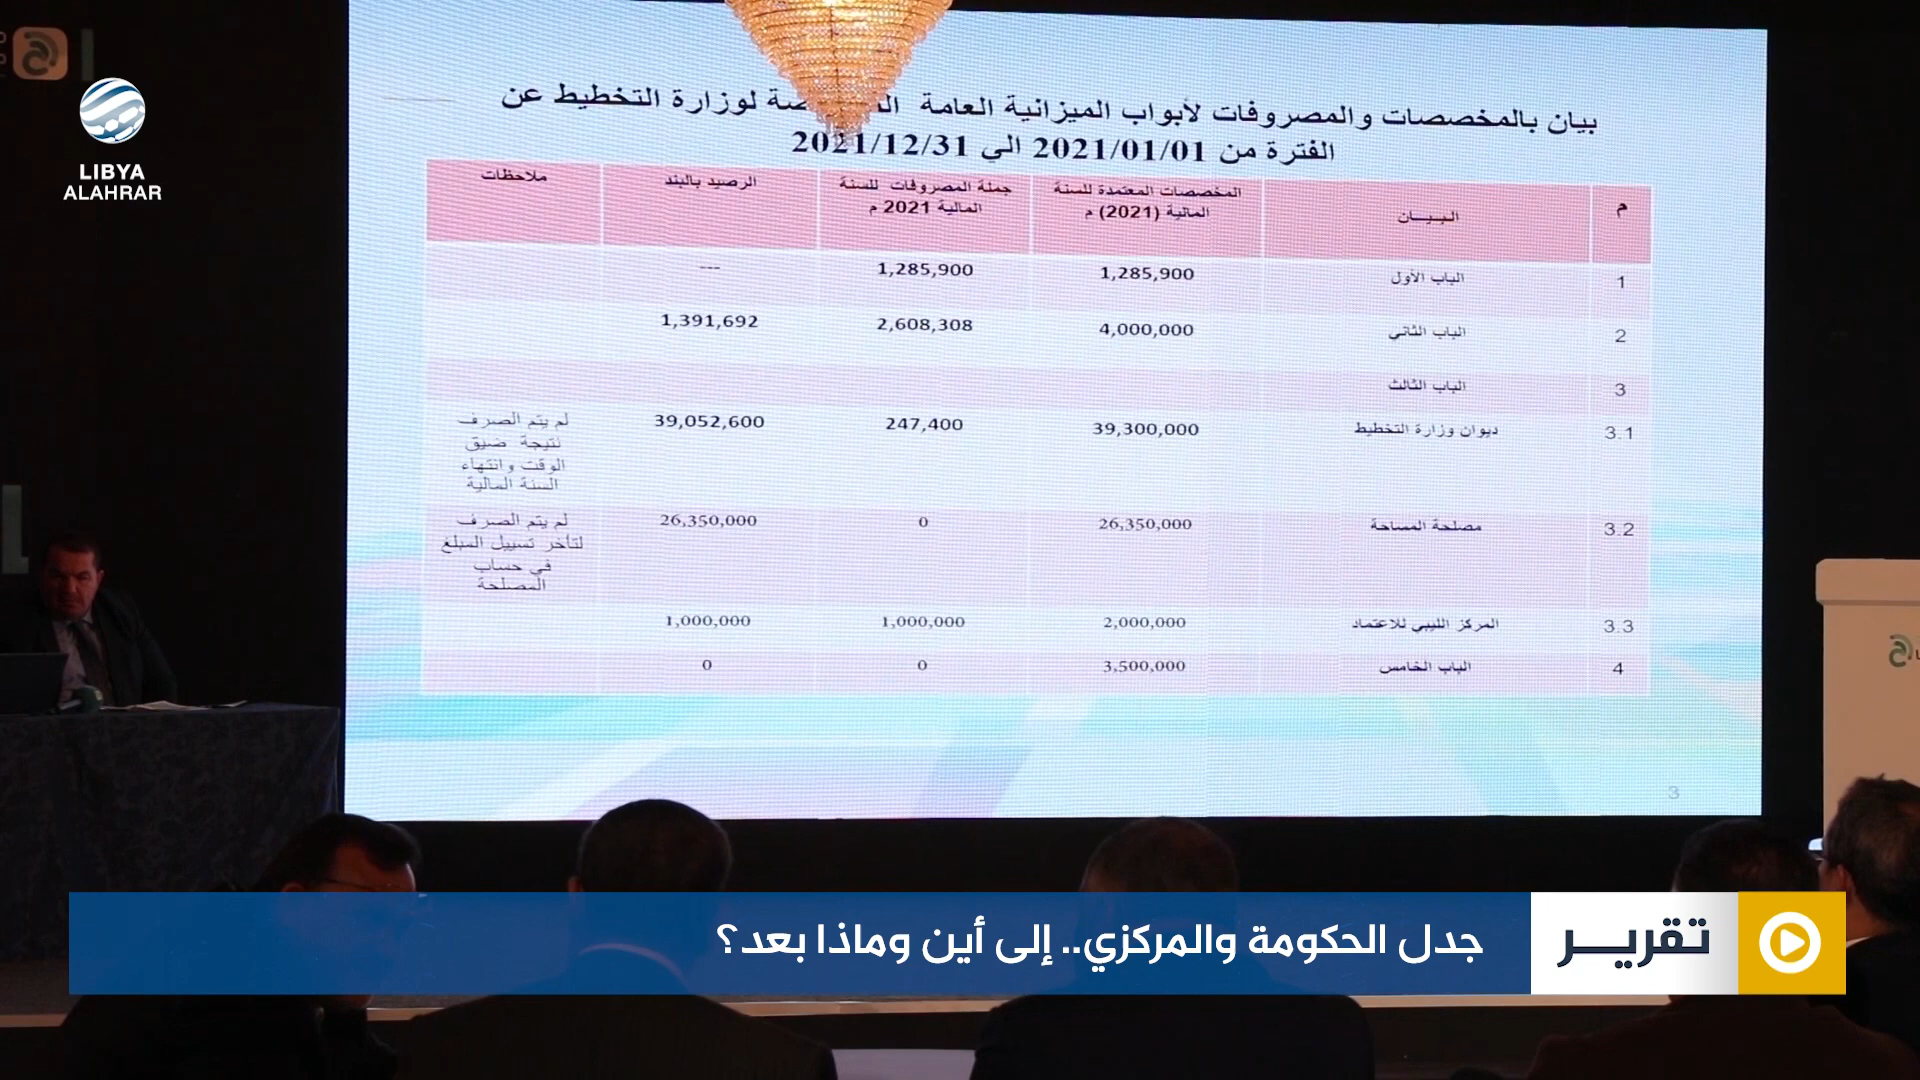 LIBYA
ALAHRAR
بيان بالمخصصات والمصروفات لأبواب الميزانية العامة لوزارة التخطيط عن
الفترة من 2021/01/01 الى 2021/12/31
م
البيـــان
المخصصات المعتمدة للسنة
المالية (2021) م
جملة المصروفات للسنة
المالية 2021 م
الرصيد بالبند
ملاحظات
1 الباب الأول 1,285,900 1,285,900 ---
2 الباب الثاني 4,000,000 2,608,308 1,391,692
3 الباب الثالث
3.1 ديوان وزارة التخطيط 39,300,000 247,400 39,052,600
لم يتم الصرف
نتيجة ضيق
الوقت وانتهاء
السنة المالية
3.2 مصلحة المساحة 26,350,000 0 26,350,000
لم يتم الصرف
لتأخر تسييل المبلغ
في حساب
المصلحة
3.3 المركز الليبي للاعتماد 2,000,000 1,000,000 1,000,000
4 الباب الخامس 3,500,000 0 0
3
تقريـــر
جدل الحكومة والمركزي.. إلى أين وماذا بعد؟